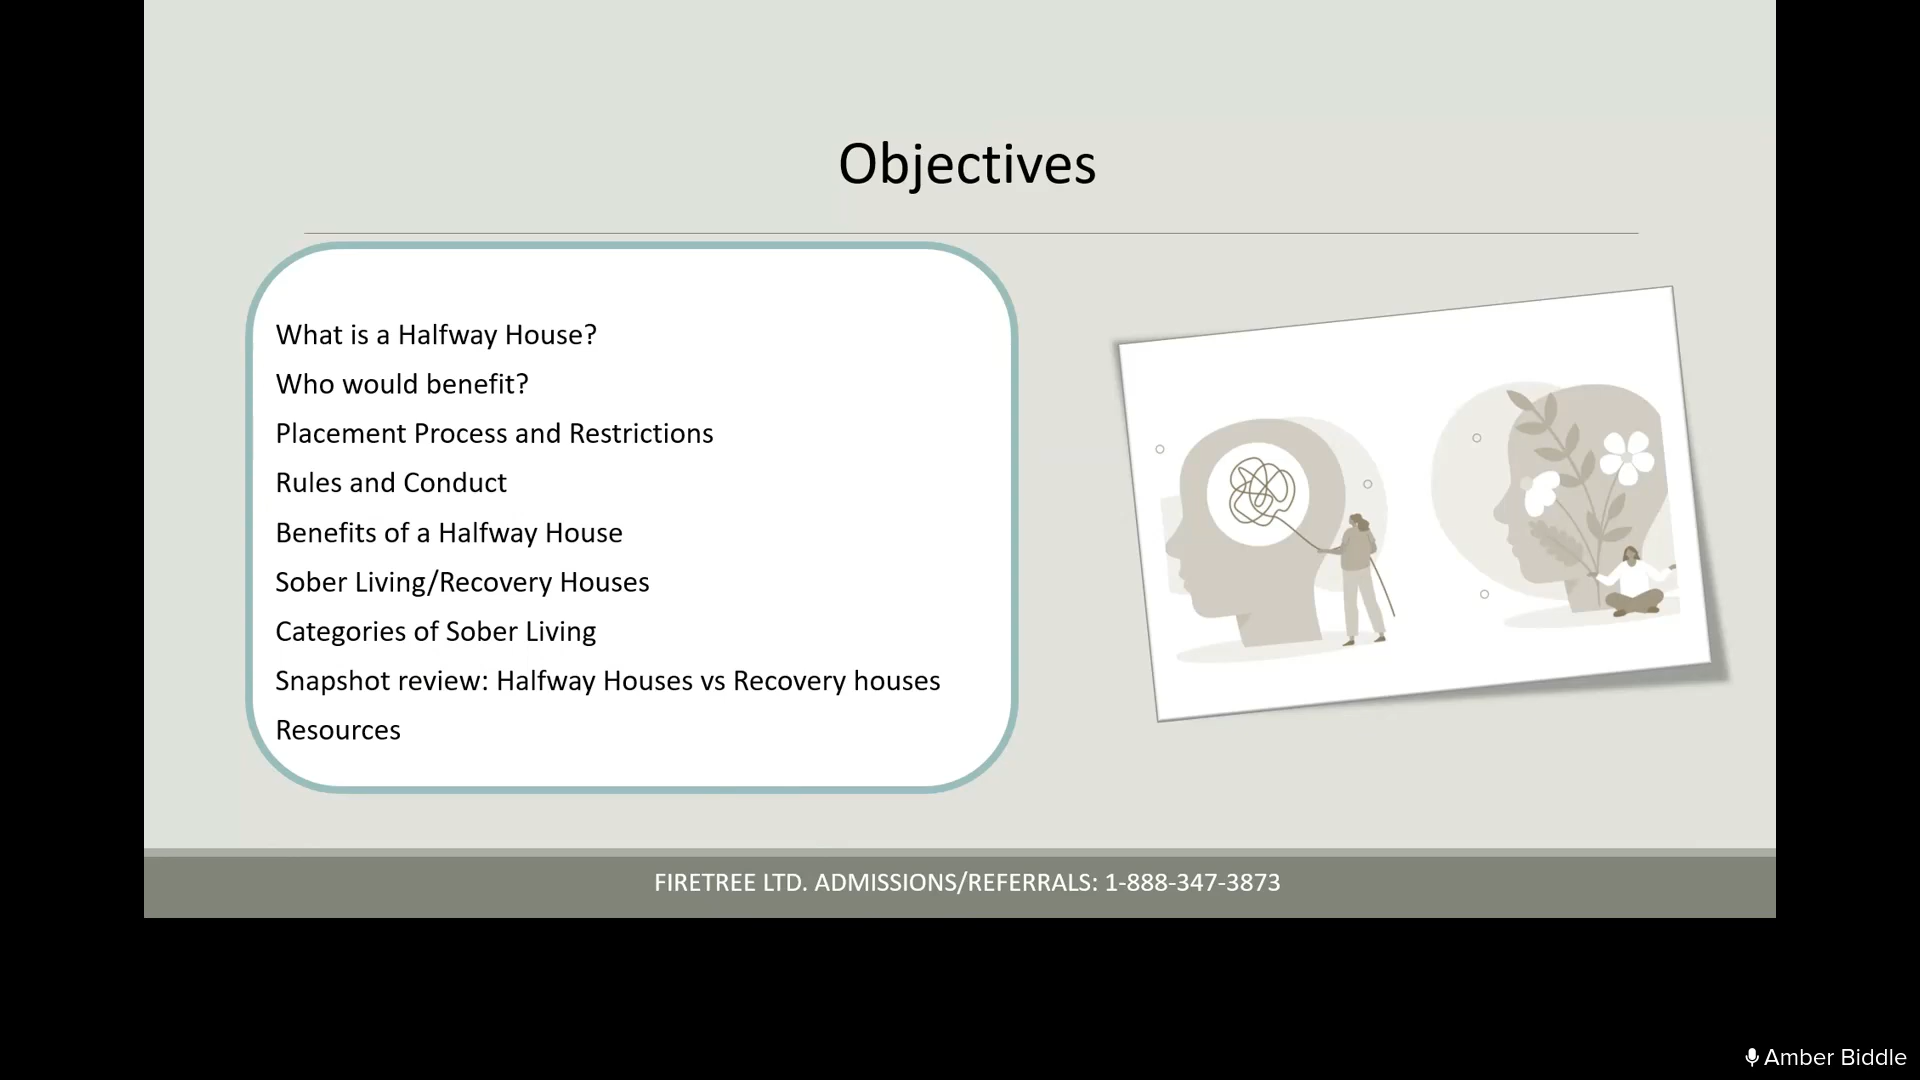 Objectives
What is a Halfway House?
Who would benefit?
Placement Process and Restrictions
Rules and Conduct
Benefits of a Halfway House
Sober Living/Recovery Houses
Categories of Sober Living
Snapshot review: Halfway Houses vs Recovery houses
Resources
FIRETREE LTD. ADMISSIONS/REFERRALS: 1-888-347-3873
Amber Biddle